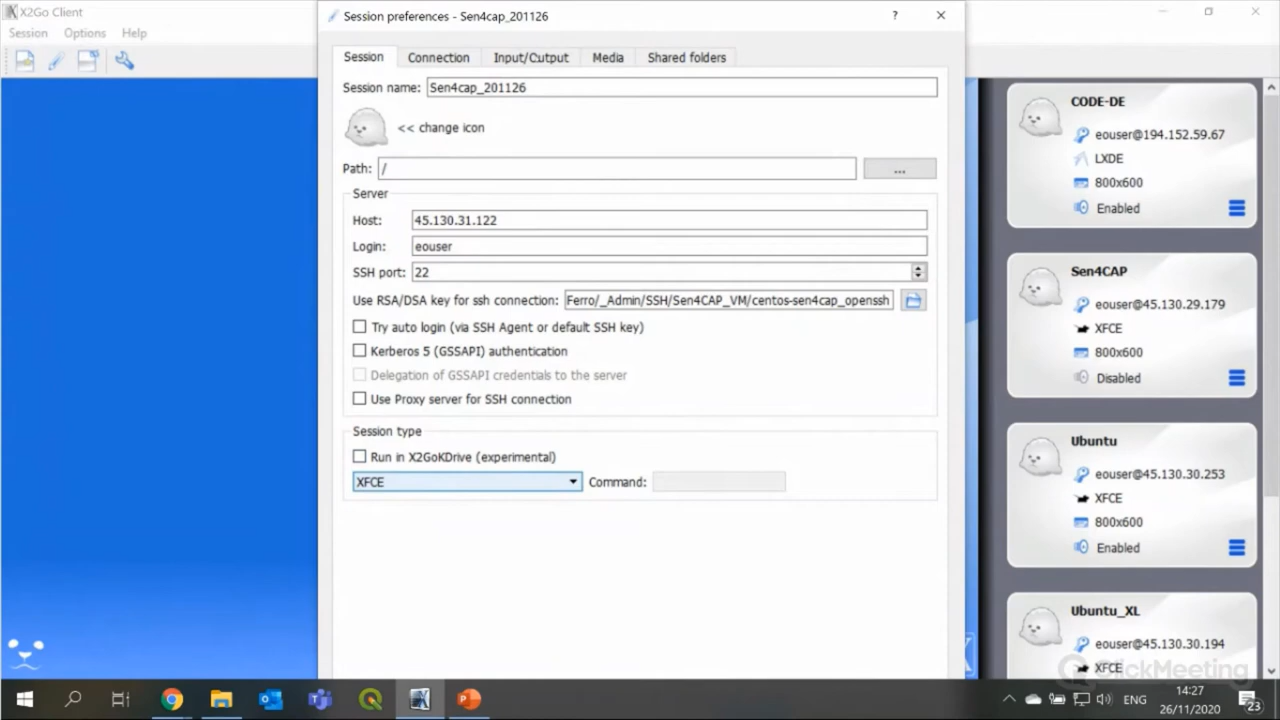 X2Go Client
Session Options Help
Session preferences - Sen4cap_201126
?
Session Connection Input/Output Media Shared folders
Session name: Sen4cap_201126
<< change icon
Path: / ...
Server
Host: 45.130.31.122
Login: eouser
SSH port: 22
Use RSA/DSA key for ssh connection: Ferro/_Admin/SSH/Sen4CAP_VM/centos-sen4cap_openssh
Try auto login (via SSH Agent or default SSH key)
Kerberos 5 (GSSAPI) authentication
Delegation of GSSAPI credentials to the server
Use Proxy server for SSH connection
Session type
Run in X2GoKDrive (experimental)
XFCE Command:
CODE-DE
eouser@194.152.59.67
LXDE
800x600
Enabled
Sen4CAP
eouser@45.130.29.179
XFCE
800x600
Disabled
Ubuntu
eouser@45.130.30.253
XFCE
800x600
Enabled
Ubuntu_XL
eouser@45.130.30.194
XFCE
ClickMeeting
ENG
14:27
26/11/2020
23